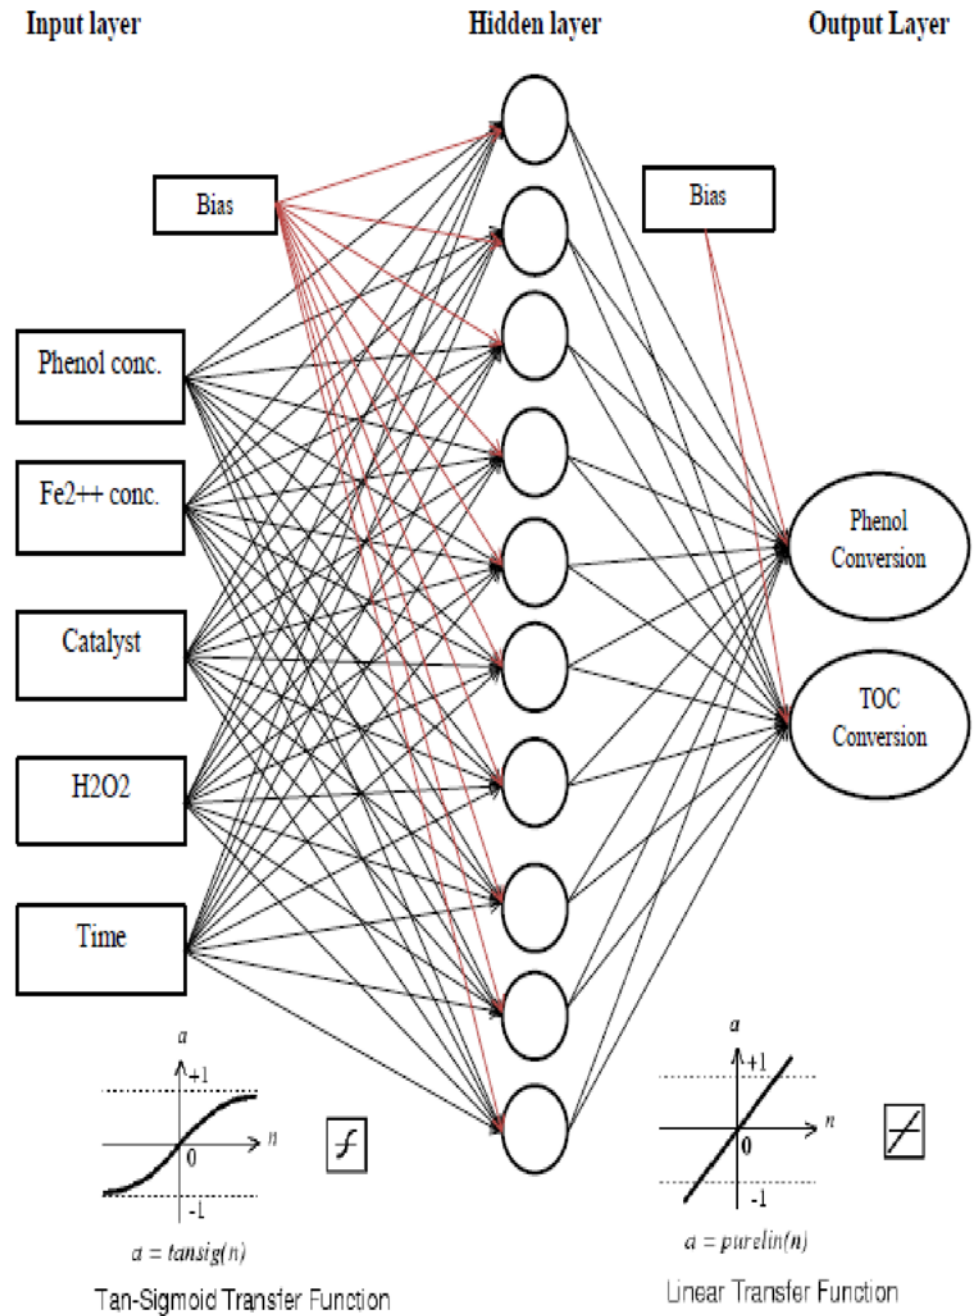 Input layer
Hidden layer
Output Layer
Bias
Bias
Phenol conc.
Fe2++ conc.
Catalyst
H2O2
Time
Phenol
Conversion
TOC
Conversion
a
+1
n
0
-1
a = tansig(n)
Tan-Sigmoid Transfer Function
a
+1
n
0
-1
a = purelin(n)
Linear Transfer Function